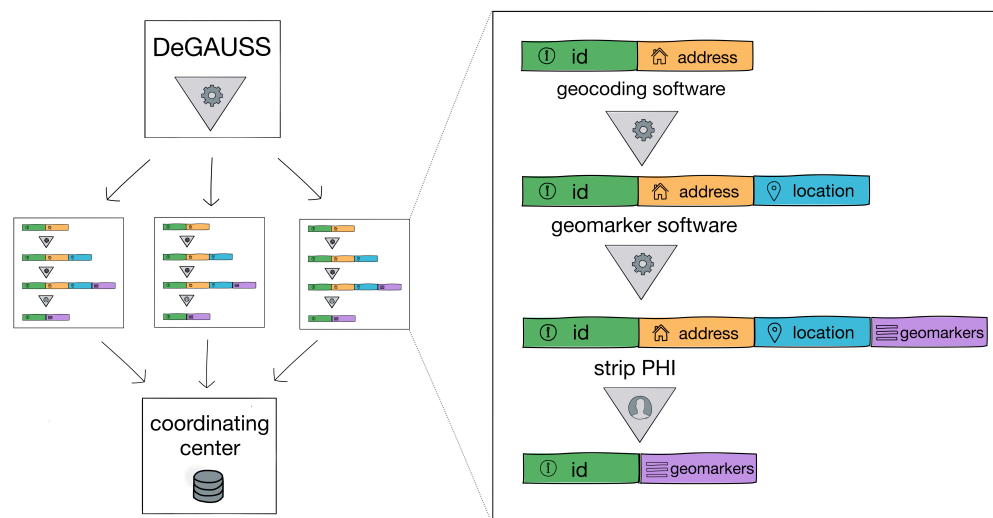 DeGAUSS
coordinating
center
id address
geocoding software
id address location
geomarker software
id address location geomarkers
strip PHI
id geomarkers